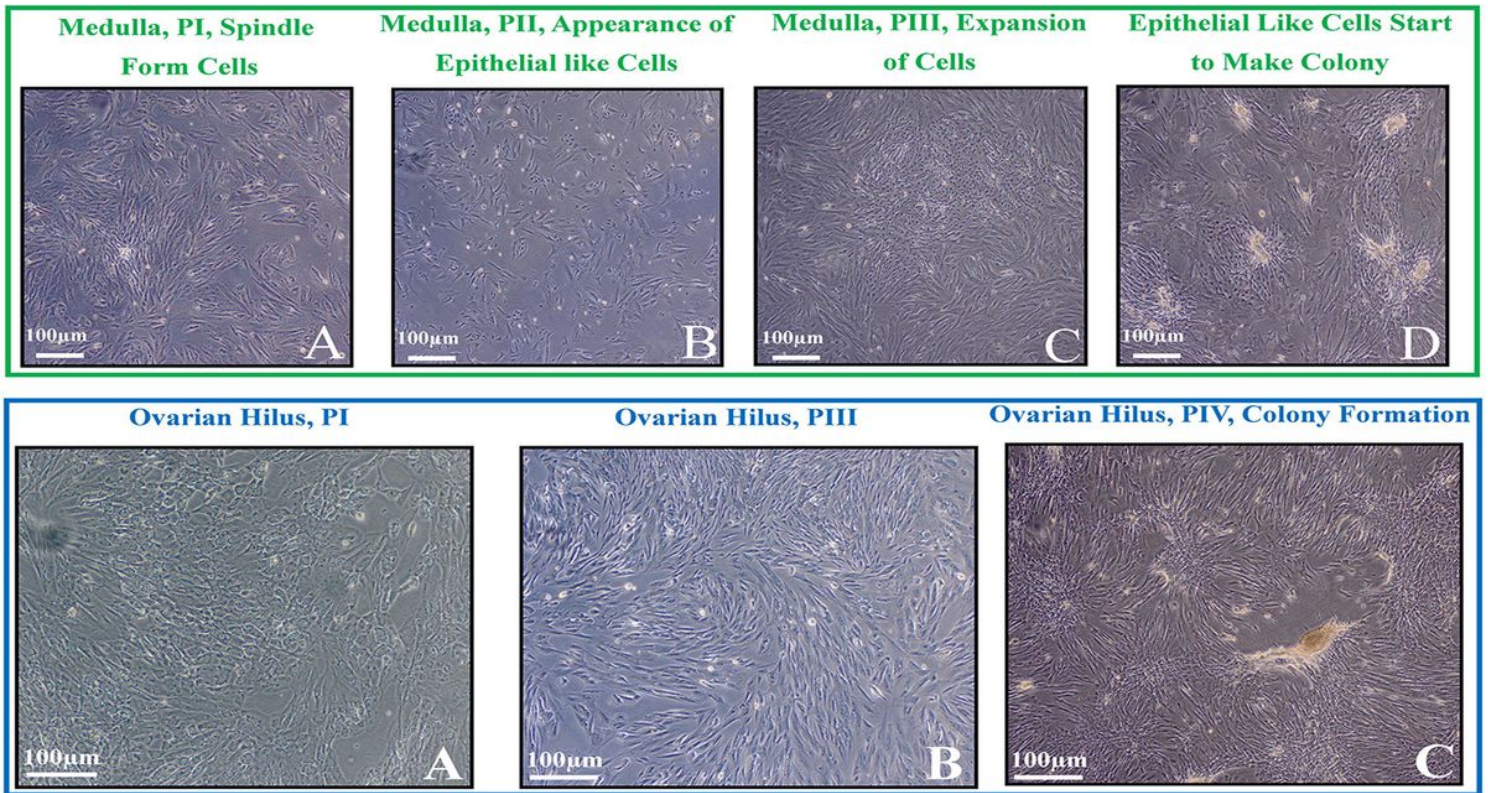 Medulla, PI, Spindle
Form Cells
Medulla, PII, Appearance of
Epithelial like Cells
Medulla, PIII, Expansion
of Cells
Epithelial Like Cells Start
to Make Colony
100μm
A
100μm
B
100μm
C
100μm
D
Ovarian Hilus, PI
Ovarian Hilus, PIII
Ovarian Hilus, PIV, Colony Formation
100μm
A
100μm
B
100μm
C